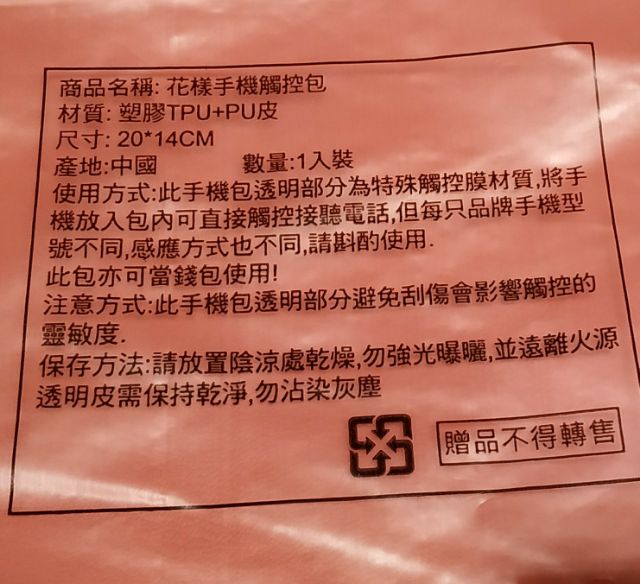 商品名稱: 花樣手機觸控包
材質: 塑膠TPU+PU皮
尺寸: 20*14CM
產地:中國 數量:1入裝
使用方式:此手機包透明部分為特殊觸控膜材質,將手
機放入包內可直接觸控接聽電話,但每只品牌手機型
號不同,感應方式也不同,請斟酌使用.
此包亦可當錢包使用!
注意方式:此手機包透明部分避免刮傷會影響觸控的
靈敏度.
保存方法:請放置陰涼處乾燥,勿強光曝曬,並遠離火源
透明皮需保持乾淨,勿沾染灰塵
贈品不得轉售